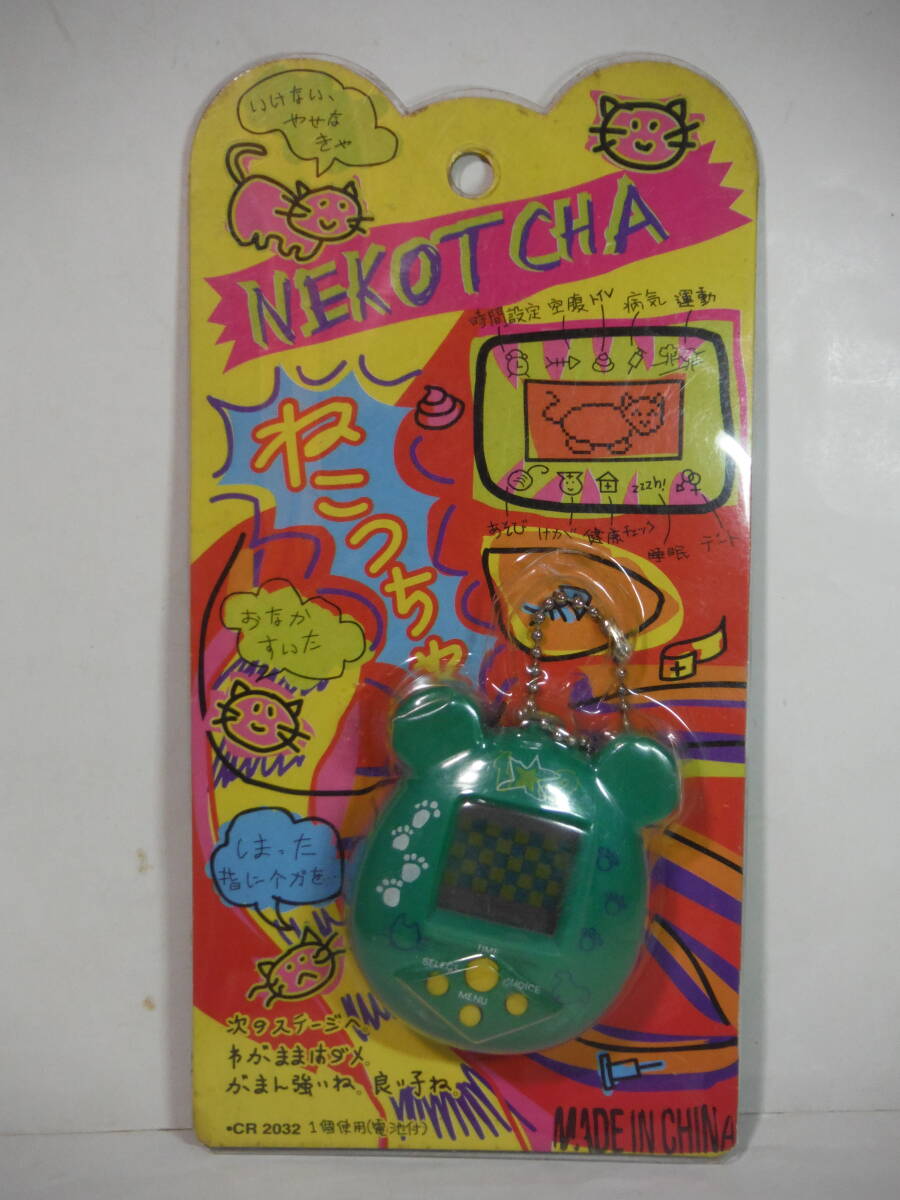 いけない、
やせな
きゃ
NEKOTCHA
時間設定 空腹 トイレ 病気 運動
ねこっちゃ
あそび けが 健康チェック 睡眠 デート
zzzh!
おなか
すいた
しまった
指にケガを…
TIME
SELECT
CHOICE
MENU
次のステージへ。
わがままはダメ。
がまん強いね。良い子ね。
•CR 2032 1個使用(電池付)
MADE IN CHINA